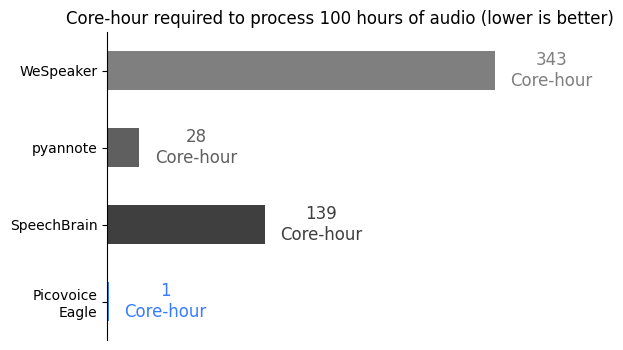 Core-hour required to process 100 hours of audio (lower is better)
WeSpeaker
343
Core-hour
pyannote
28
Core-hour
SpeechBrain
139
Core-hour
Picovoice
Eagle
1
Core-hour